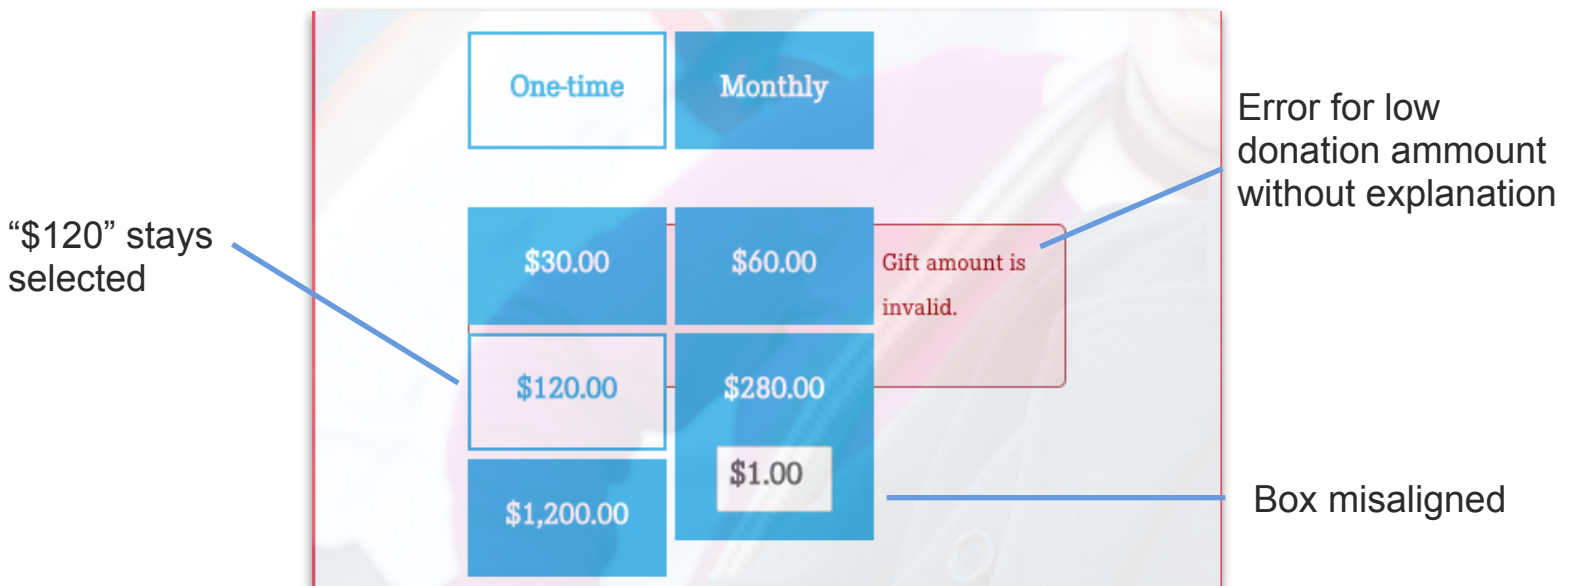 One-time
Monthly
Error for low
donation ammount
without explanation
“$120” stays
selected
$30.00
$60.00
Gift amount is
invalid.
$120.00
$280.00
$1.00
$1,200.00
Box misaligned